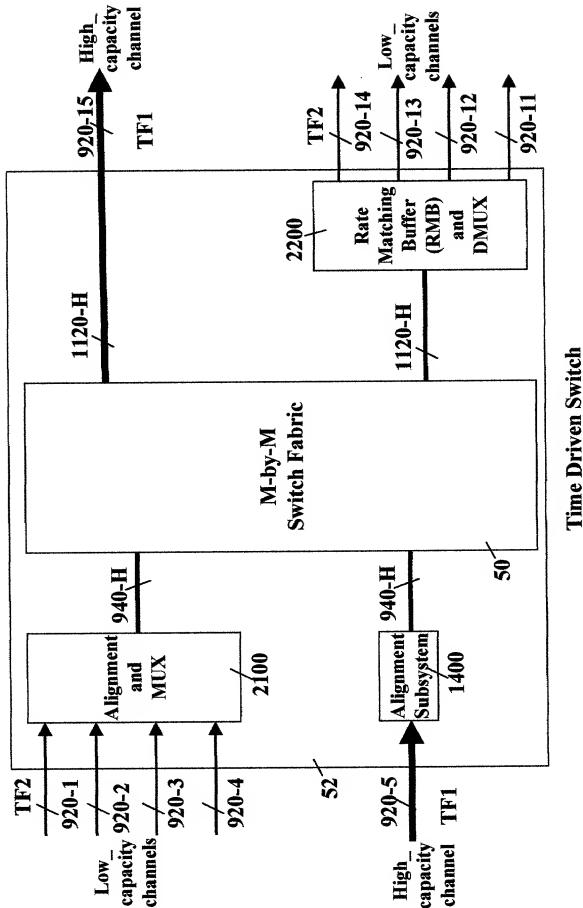 Low_
capacity
channels
TF2
920-1
920-2
920-3
920-4
52
High_
capacity
channel
920-5
TF1
Alignment
and
MUX
2100
Alignment
Subsystem
1400
940-H
940-H
M-by-M
Switch Fabric
50
1120-H
1120-H
2200
Rate
Matching
Buffer
(RMB)
and
DMUX
920-15
TF1
High_
capacity
channel
TF2
920-14
920-13
920-12
920-11
Low_
capacity
channels
Time Driven Switch